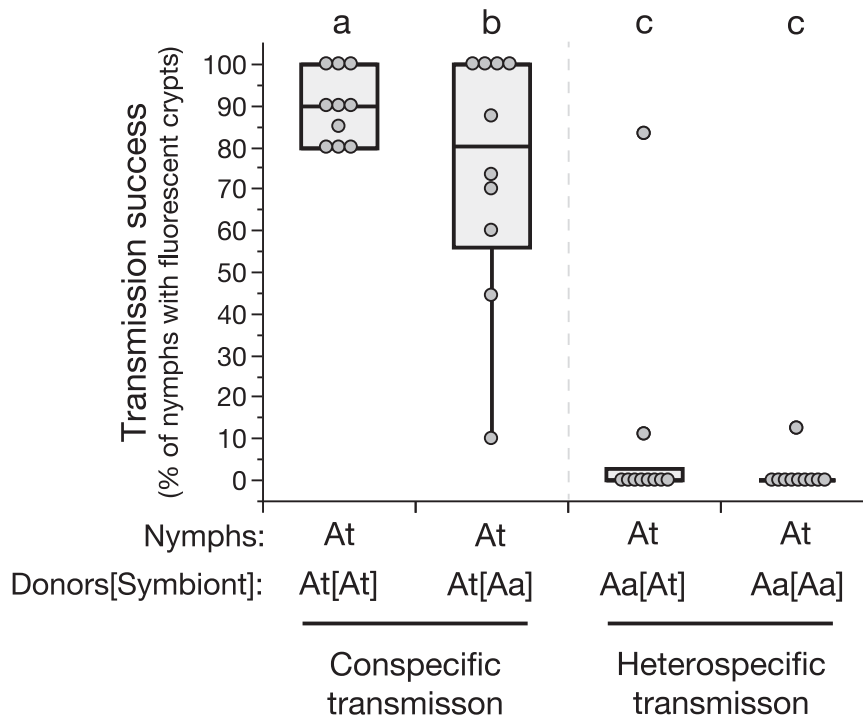 a b c c
Transmission success
(% of nymphs with fluorescent crypts)
100
90
80
70
60
50
40
30
20
10
0
Nymphs: At At At At
Donors[Symbiont]: At[At] At[Aa] Aa[At] Aa[Aa]
Conspecific Heterospecific
transmisson transmisson